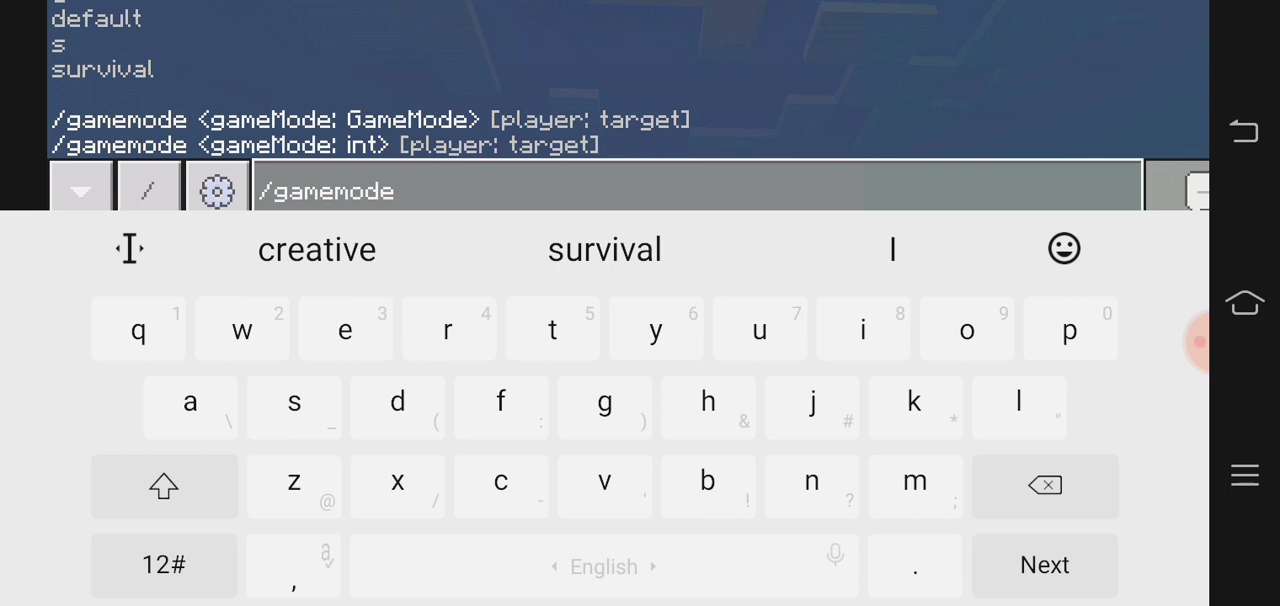 default
s
survival
/gamemode <gameMode: GameMode> [player: target]
/gamemode <gameMode: int> [player: target]
/
/gamemode
creative survival I
q 1 w 2 e 3 r 4 t 5 y 6 u 7 i 8 o 9 p 0
a \ s _ d ( f : g ) h & j # k * l "
z @ x / c - v ' b ! n ? m ;
12# , a English . Next